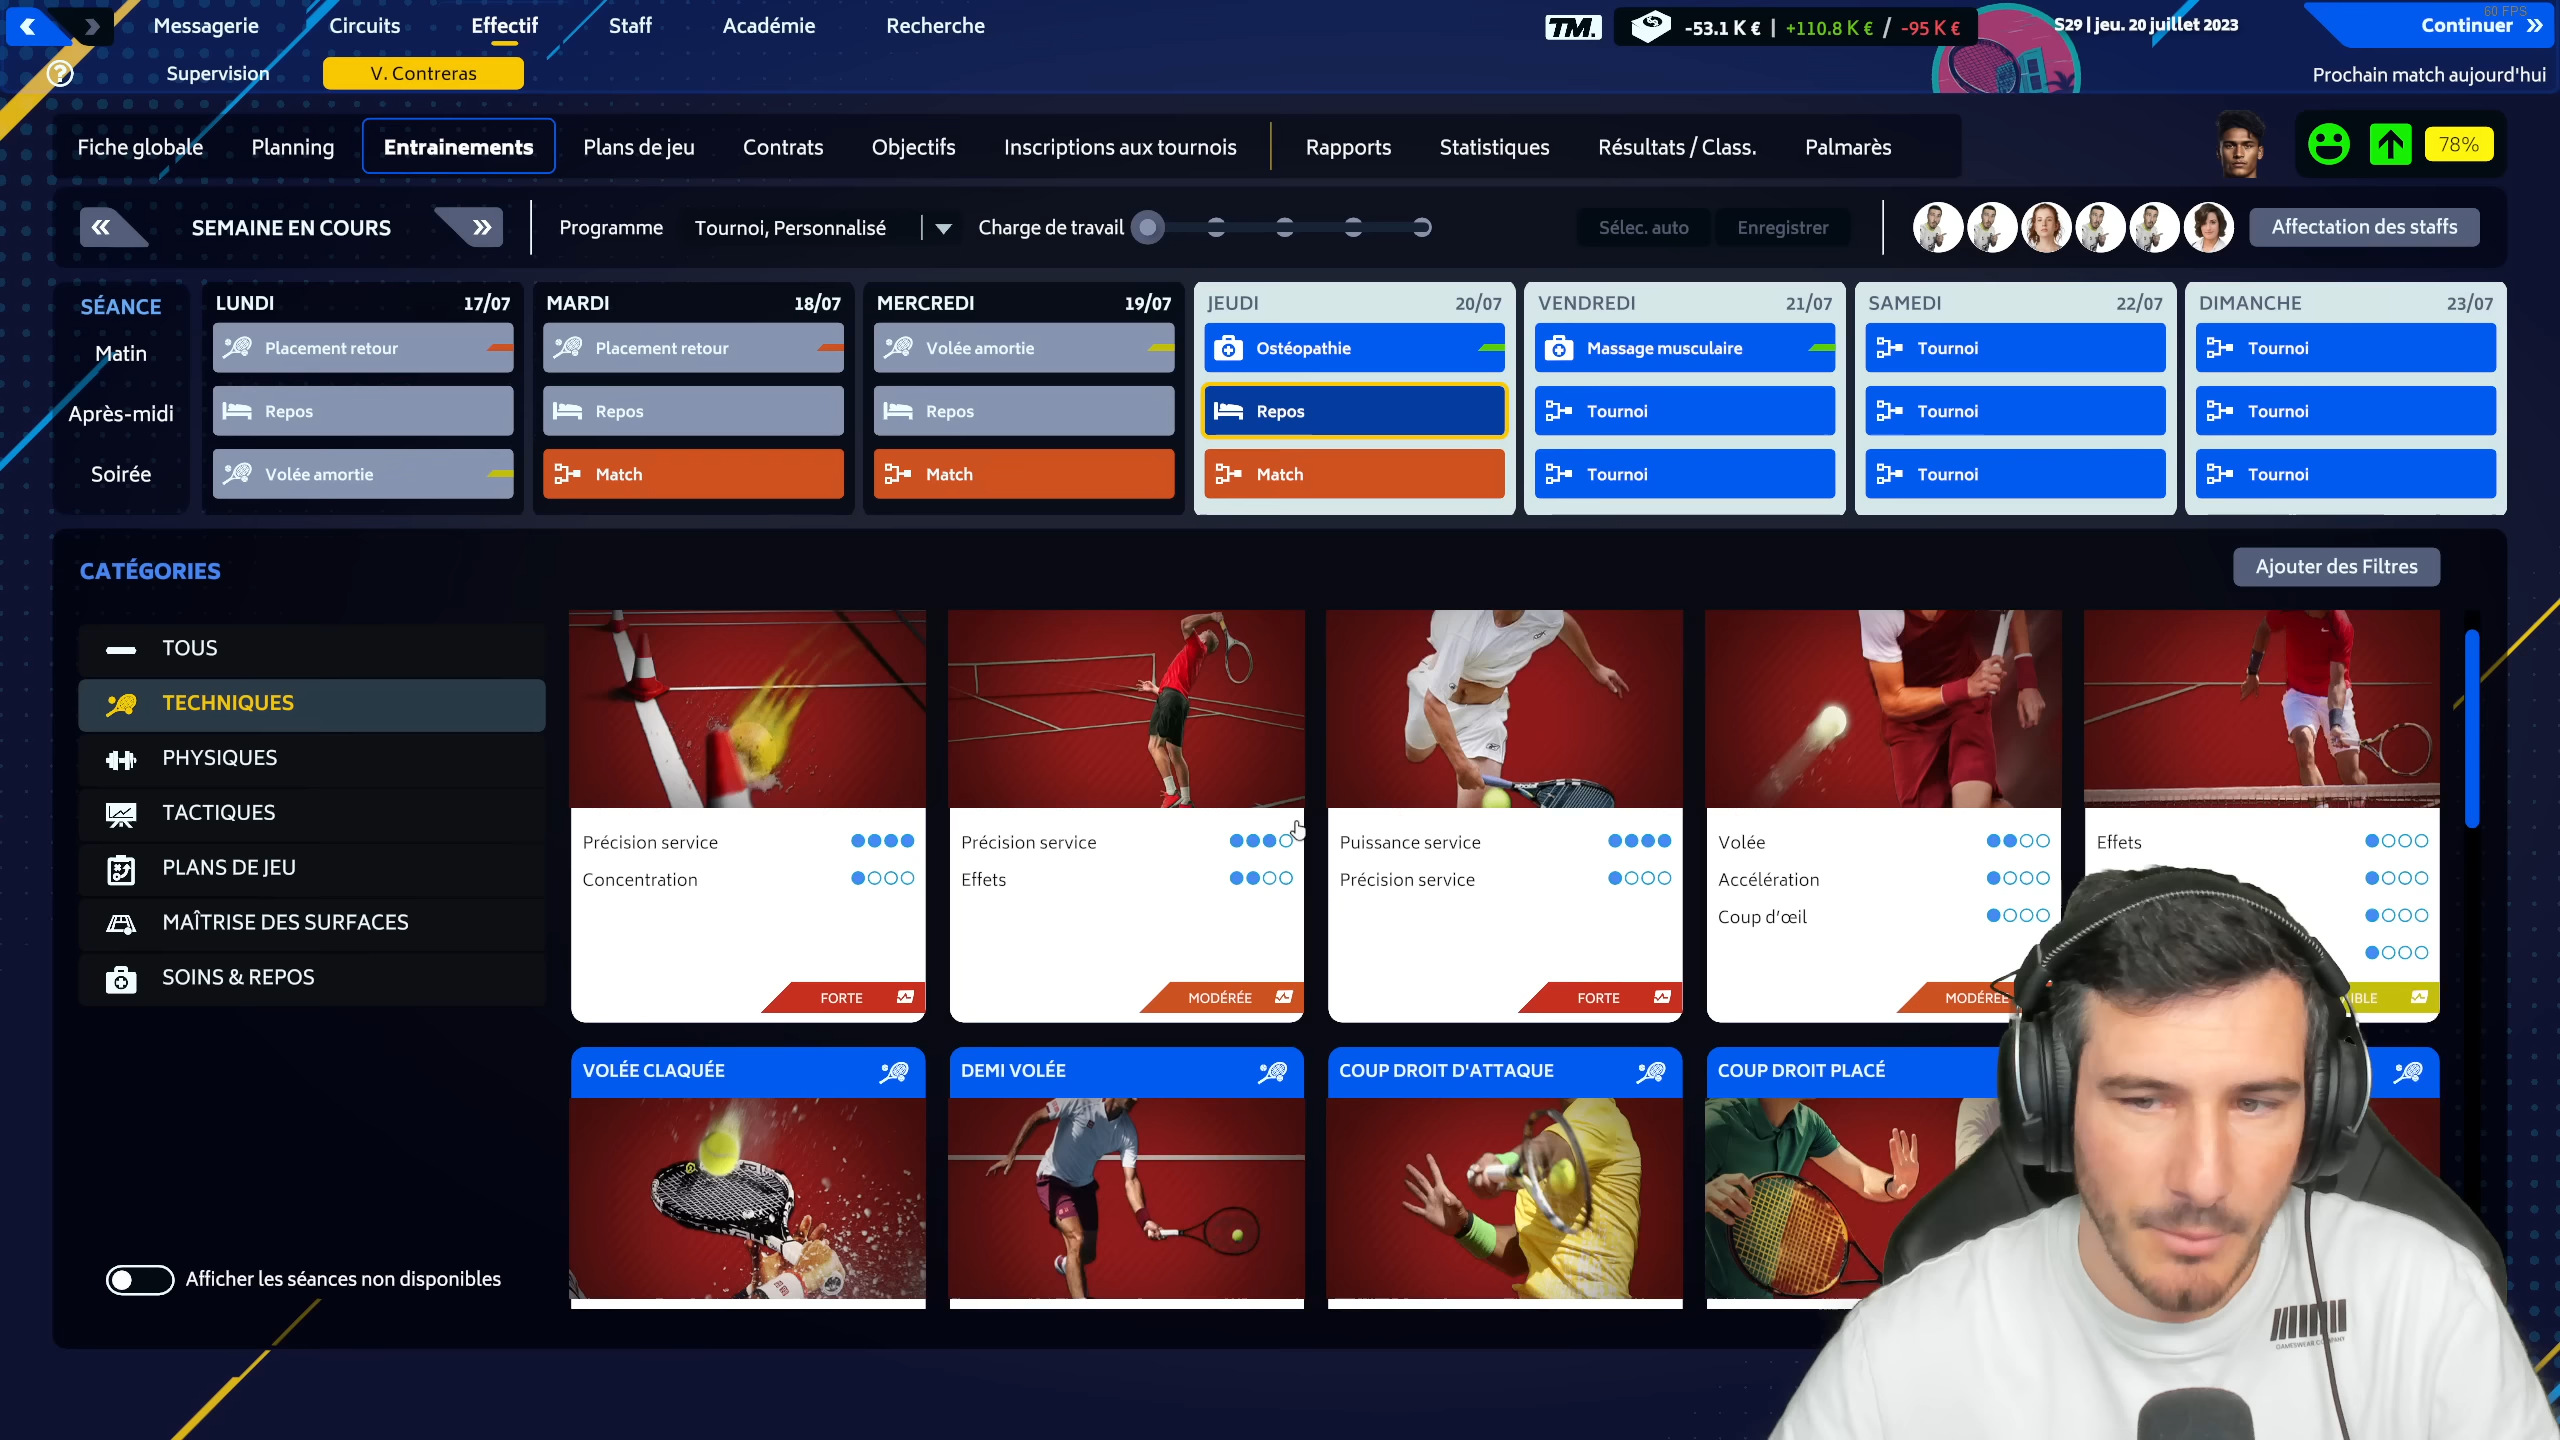 Messagerie
Circuits
Effectif
Staff
Académie
Recherche
TM.
-53.1 K € | +110.8 K € / -95 K €
S29 | jeu. 20 juillet 2023
60 FPS
Continuer
Supervision
V. Contreras
Prochain match aujourd'hui
Fiche globale
Planning
Entrainements
Plans de jeu
Contrats
Objectifs
Inscriptions aux tournois
Rapports
Statistiques
Résultats / Class.
Palmarès
78%
SEMAINE EN COURS
Programme
Tournoi, Personnalisé
Charge de travail
Sélec. auto
Enregistrer
Affectation des staffs
SÉANCE
Matin
Après-midi
Soirée
LUNDI 17/07
Placement retour
Repos
Volée amortie
MARDI 18/07
Placement retour
Repos
Match
MERCREDI 19/07
Volée amortie
Repos
Match
JEUDI 20/07
Ostéopathie
Repos
Match
VENDREDI 21/07
Massage musculaire
Tournoi
Tournoi
SAMEDI 22/07
Tournoi
Tournoi
Tournoi
DIMANCHE 23/07
Tournoi
Tournoi
Tournoi
CATÉGORIES
Ajouter des Filtres
TOUS
TECHNIQUES
PHYSIQUES
TACTIQUES
PLANS DE JEU
MAÎTRISE DES SURFACES
SOINS & REPOS
Afficher les séances non disponibles
Précision service
Concentration
FORTE
Précision service
Effets
MODÉRÉE
Puissance service
Précision service
FORTE
Volée
Accélération
Coup d'œil
MODÉRÉE
Effets
IBLE
VOLÉE CLAQUÉE
DEMI VOLÉE
COUP DROIT D'ATTAQUE
COUP DROIT PLACÉ
GAMESWEAR COMPANY